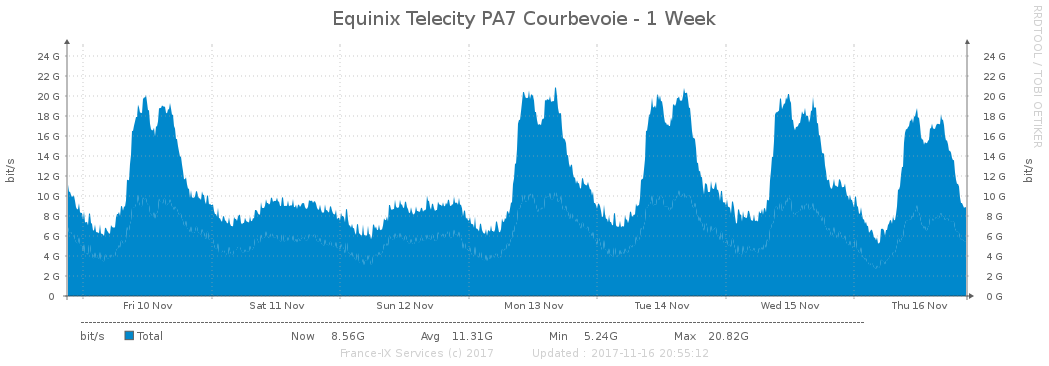 Equinix Telecity PA7 Courbevoie - 1 Week
RRDTOOL / TOBI OETIKER
24 G 24 G
22 G 22 G
20 G 20 G
18 G 18 G
16 G 16 G
14 G 14 G
12 G 12 G
10 G 10 G
8 G 8 G
6 G 6 G
4 G 4 G
2 G 2 G
0 0 G
bit/s bit/s
Fri 10 Nov Sat 11 Nov Sun 12 Nov Mon 13 Nov Tue 14 Nov Wed 15 Nov Thu 16 Nov
bit/s Total Now 8.56G Avg 11.31G Min 5.24G Max 20.82G
France-IX Services (c) 2017 Updated : 2017-11-16 20:55:12